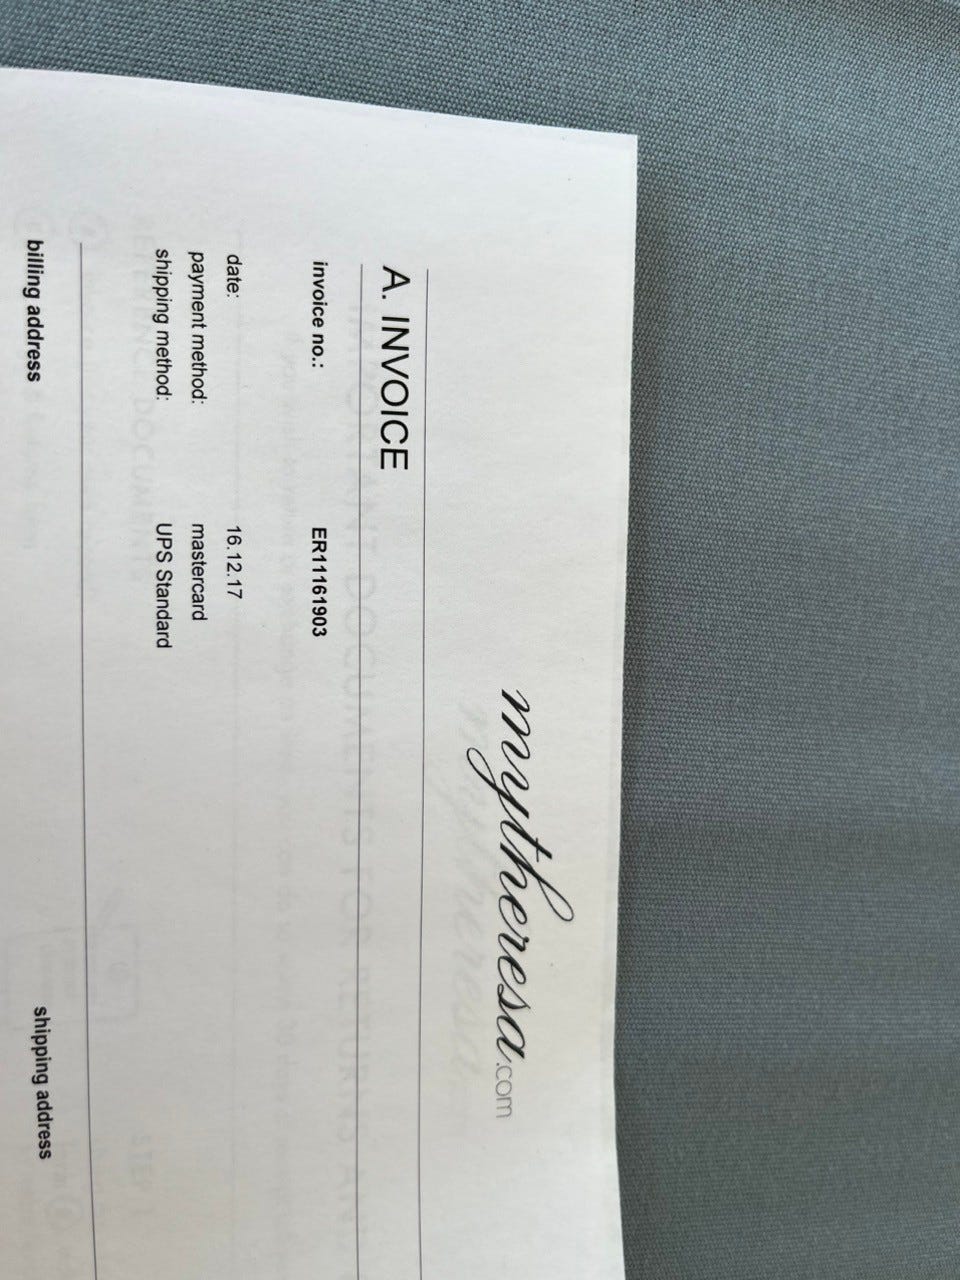 mytheresa.com
A. INVOICE
invoice no.: ER11161903
date: 16.12.17
payment method: mastercard
shipping method: UPS Standard
billing address shipping address